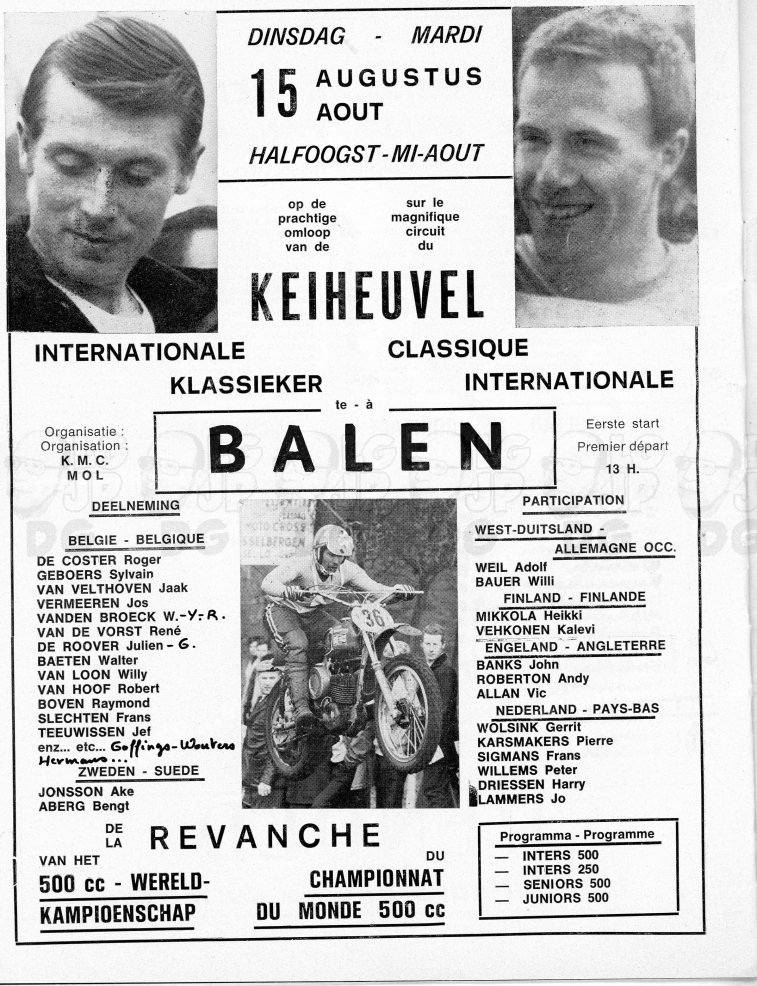 DINSDAG - MARDI
15 AUGUSTUS
AOUT
HALFOOGST-MI-AOUT
op de
prachtige
omloop
van de
sur le
magnifique
circuit
du
KEIHEUVEL
INTERNATIONALE
KLASSIEKER
CLASSIQUE
INTERNATIONALE
te - à
Organisatie :
Organisation :
K. M. C.
MOL
BALEN
Eerste start
Premier départ
13 H.
DEELNEMING
BELGIE - BELGIQUE
DE COSTER Roger
GEBOERS Sylvain
VAN VELTHOVEN Jaak
VERMEEREN Jos
VANDEN BROECK W.-Y-R.
VAN DE VORST René
DE ROOVER Julien - G.
BAETEN Walter
VAN LOON Willy
VAN HOOF Robert
BOVEN Raymond
SLECHTEN Frans
TEEUWISSEN Jef
enz... etc... Goffings-Wouters
Hermans...
ZWEDEN - SUEDE
JONSSON Ake
ABERG Bengt
MOTO CROSS
SSELBERGEN
36
PARTICIPATION
WEST-DUITSLAND -
ALLEMAGNE OCC.
WEIL Adolf
BAUER Willi
FINLAND - FINLANDE
MIKKOLA Heikki
VEHKONEN Kalevi
ENGELAND - ANGLETERRE
BANKS John
ROBERTON Andy
ALLAN Vic
NEDERLAND - PAYS-BAS
WOLSINK Gerrit
KARSMAKERS Pierre
SIGMANS Frans
WILLEMS Peter
DRIESSEN Harry
LAMMERS Jo
DE
LA
REVANCHE
VAN HET
500 cc - WERELD-
KAMPIOENSCHAP
DU
CHAMPIONNAT
DU MONDE 500 cc
Programma - Programme
— INTERS 500
— INTERS 250
— SENIORS 500
— JUNIORS 500